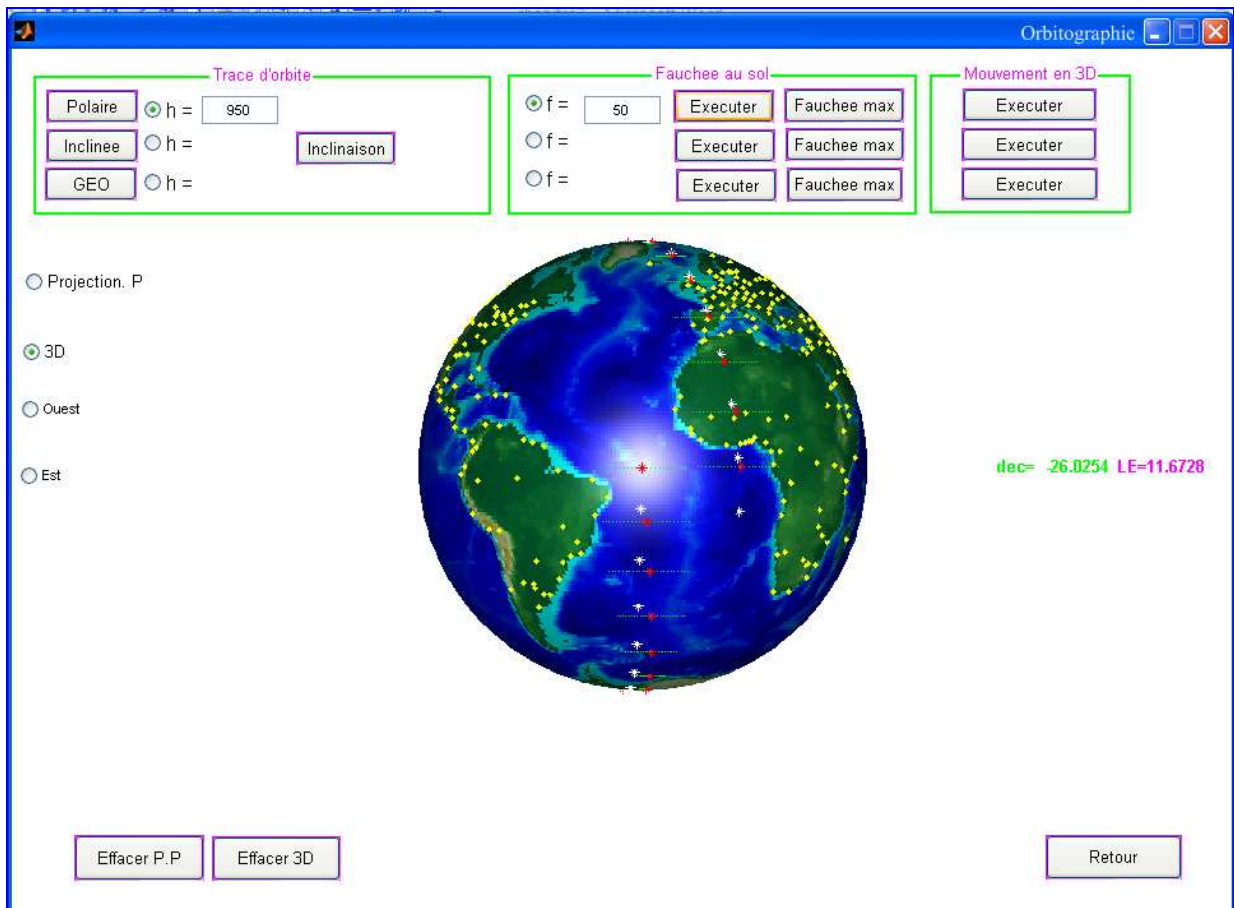 Orbitographie
Trace d'orbite
Fauchee au sol
Mouvement en 3D
Polaire h = 950
f = 50 Executer Fauchee max
Executer
Inclinee h = Inclinaison
f = Executer Fauchee max
Executer
GEO h =
f = Executer Fauchee max
Executer
Projection. P
3D
Ouest
Est
dec= -26.0254 LE=11.6728
Effacer P.P Effacer 3D Retour